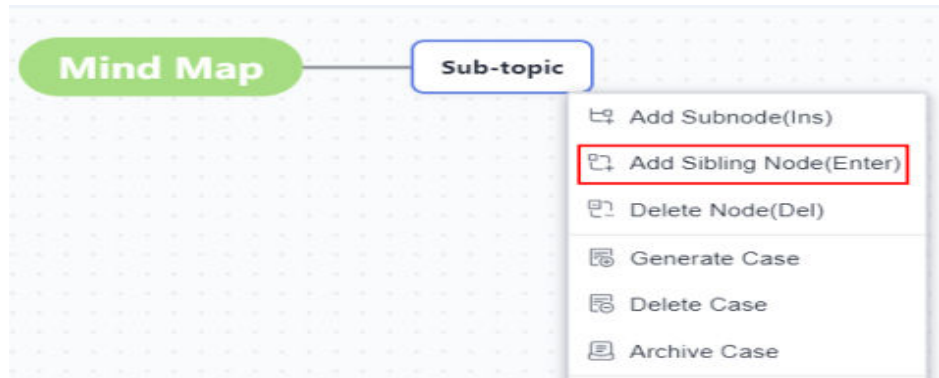 Mind Map
Sub-topic
Add Subnode(Ins)
Add Sibling Node(Enter)
Delete Node(Del)
Generate Case
Delete Case
Archive Case